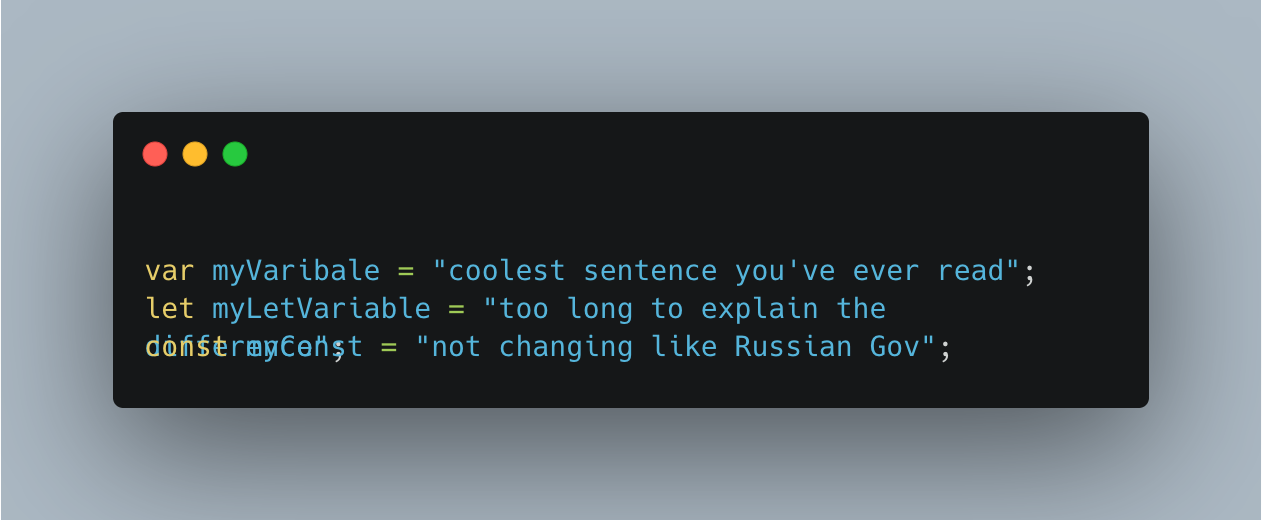 var myVaribale = "coolest sentence you've ever read";
let myLetVariable = "too long to explain the
difference";
const myConst = "not changing like Russian Gov";